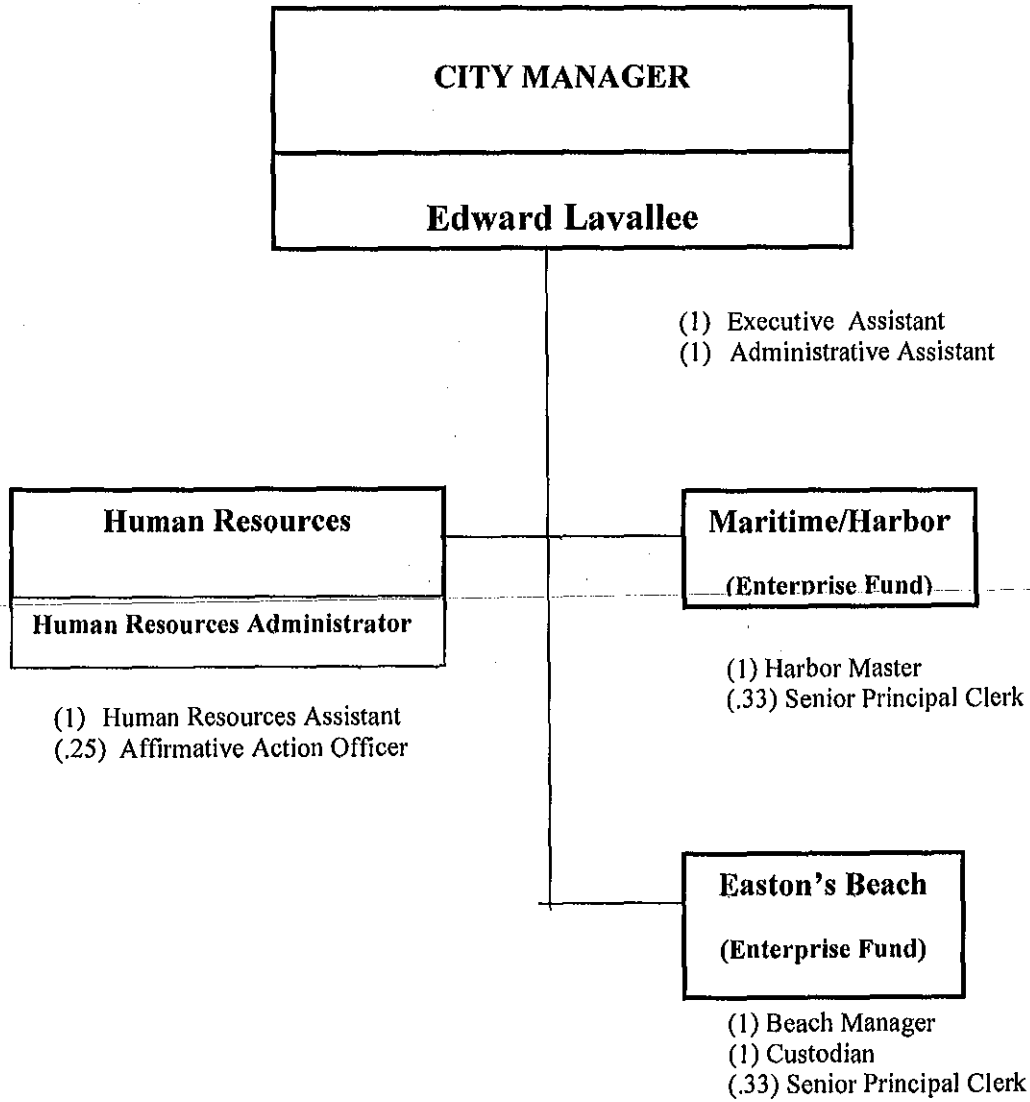 CITY MANAGER
Edward Lavallee
(1) Executive Assistant
(1) Administrative Assistant
Human Resources
Human Resources Administrator
(1) Human Resources Assistant
(.25) Affirmative Action Officer
Maritime/Harbor
(Enterprise Fund)
(1) Harbor Master
(.33) Senior Principal Clerk
Easton's Beach
(Enterprise Fund)
(1) Beach Manager
(1) Custodian
(.33) Senior Principal Clerk